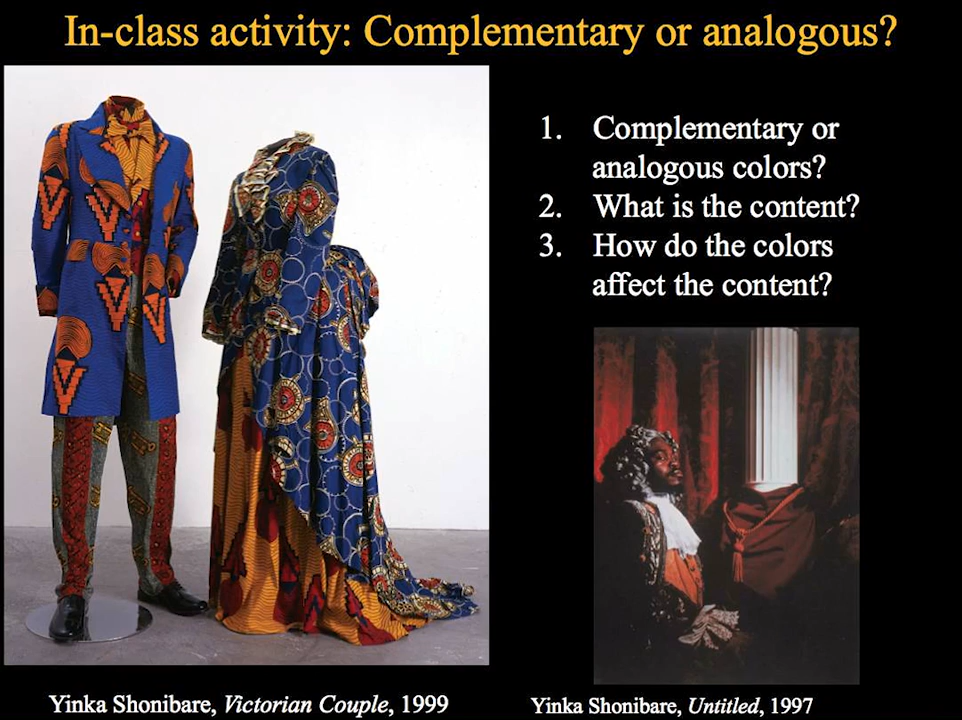 In-class activity: Complementary or analogous?
1. Complementary or
analogous colors?
2. What is the content?
3. How do the colors
affect the content?
Yinka Shonibare, Victorian Couple, 1999
Yinka Shonibare, Untitled, 1997